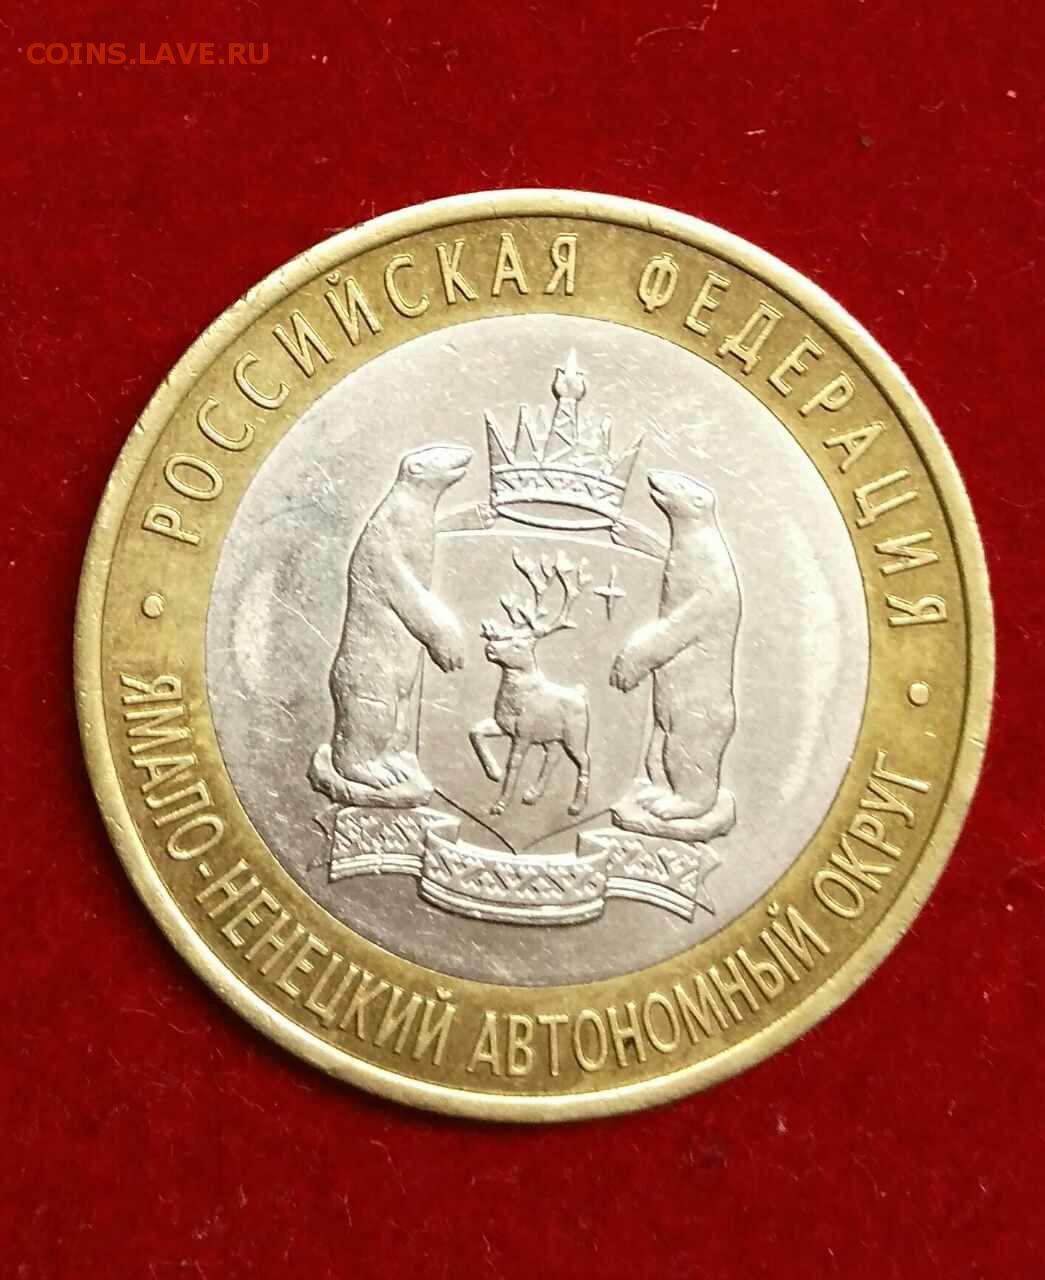 COINS.LAVE.RU
РОССИЙСКАЯ ФЕДЕРАЦИЯ
ЯМАЛО-НЕНЕЦКИЙ АВТОНОМНЫЙ ОКРУГ